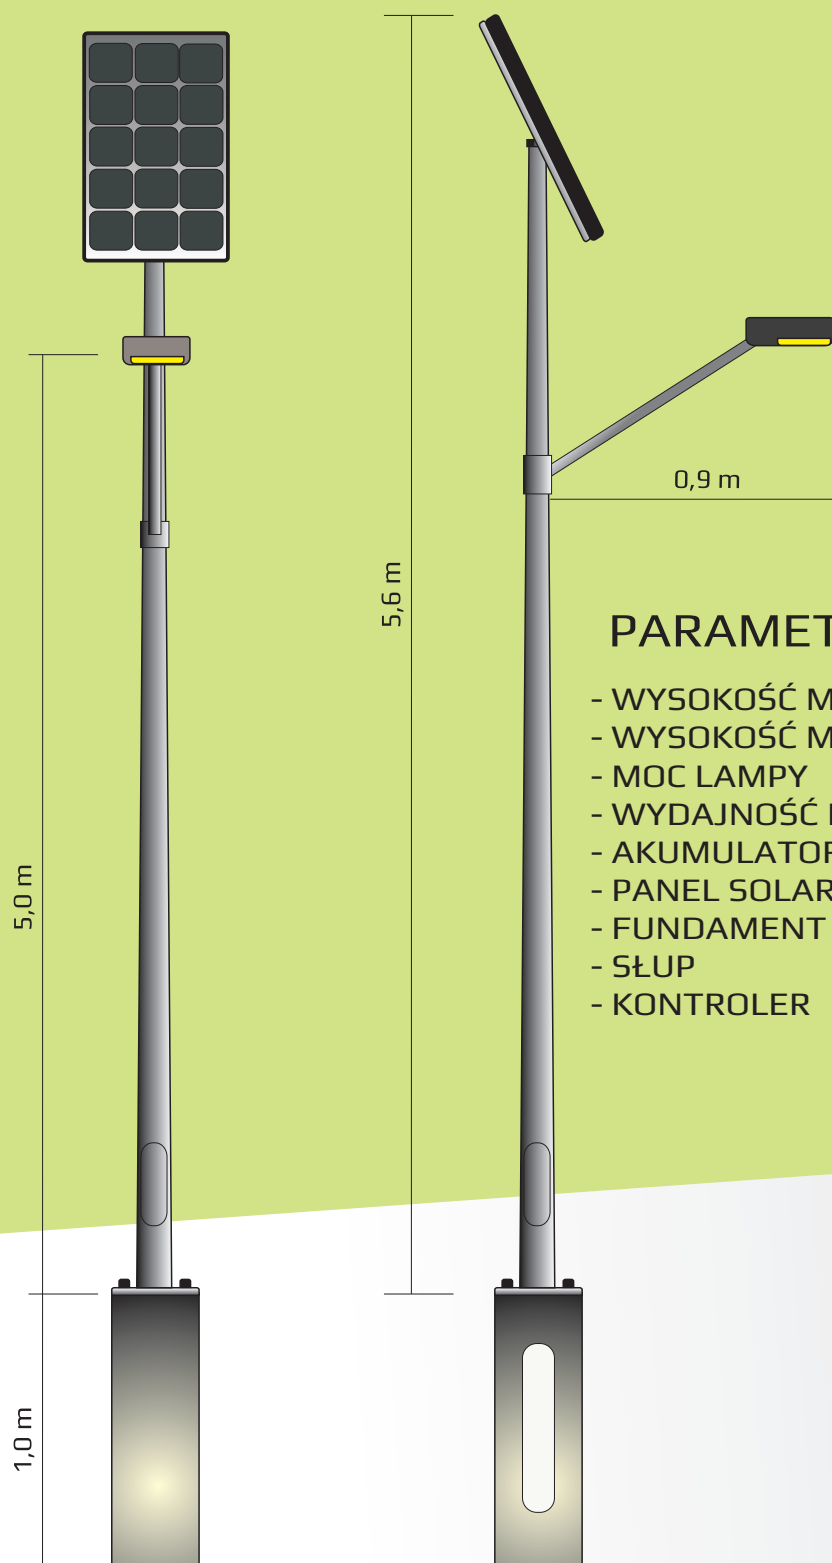 0,9 m
5,6 m
5,0 m
1,0 m
PARAMET
- WYSOKOŚĆ M
- WYSOKOŚĆ M
- MOC LAMPY
- WYDAJNOŚĆ
- AKUMULATOR
- PANEL SOLAR
- FUNDAMENT
- SŁUP
- KONTROLER